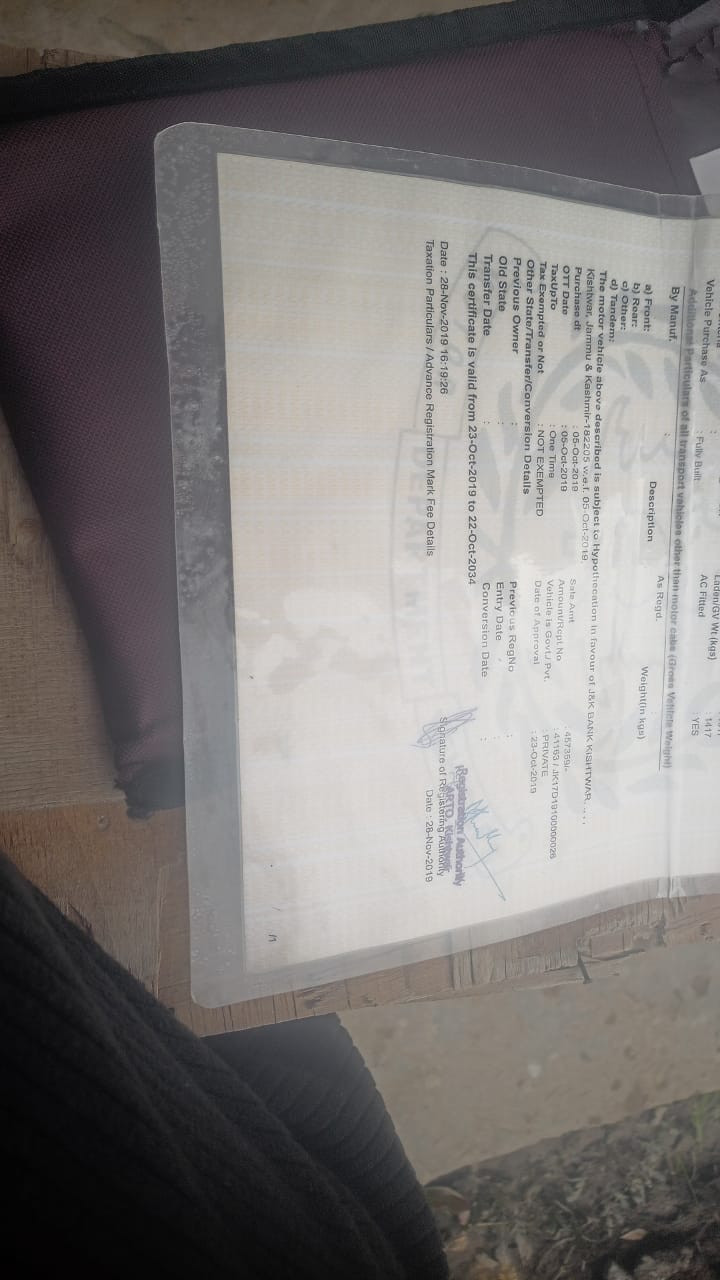 Vehicle Purchase As : Fully Built AC Fitted : YES
Laden/GV Wt (kgs) : 1417
Additional Particulars of all transport vehicles other than motor cabs (Gross Vehicle Weight)
By Manuf. : As Regd. :
Description Weight(in kgs)
a) Front:
b) Rear:
c) Other:
d) Tandem:
The motor vehicle above described is subject to Hypothecation in favour of J&K BANK KISHTWAR, , , ,
Kishtwar, Jammu & Kashmir-182205 w.e.f. 05-Oct-2019
Purchase dt : 05-Oct-2019 Sale Amt : 457359/-
OTT Date : 05-Oct-2019 Amount/Rcpt No : 41163 / JK17D19100000026
TaxUpTo : One Time Vehicle is Govt./ Pvt. : PRIVATE
Tax Exempted or Not : NOT EXEMPTED Date of Approval : 23-Oct-2019
Other State/Transfer/Conversion Details
Previous Owner : Previous RegNo :
Old State : Entry Date :
Transfer Date : Conversion Date :
This certificate is valid from 23-Oct-2019 to 22-Oct-2034
Registration Authority
ARTO, Kishtwar
Signature of Registering Authority
Date : 28-Nov-2019 16:19:26 Date : 28-Nov-2019
Taxation Particulars / Advance Registration Mark Fee Details
/ /1